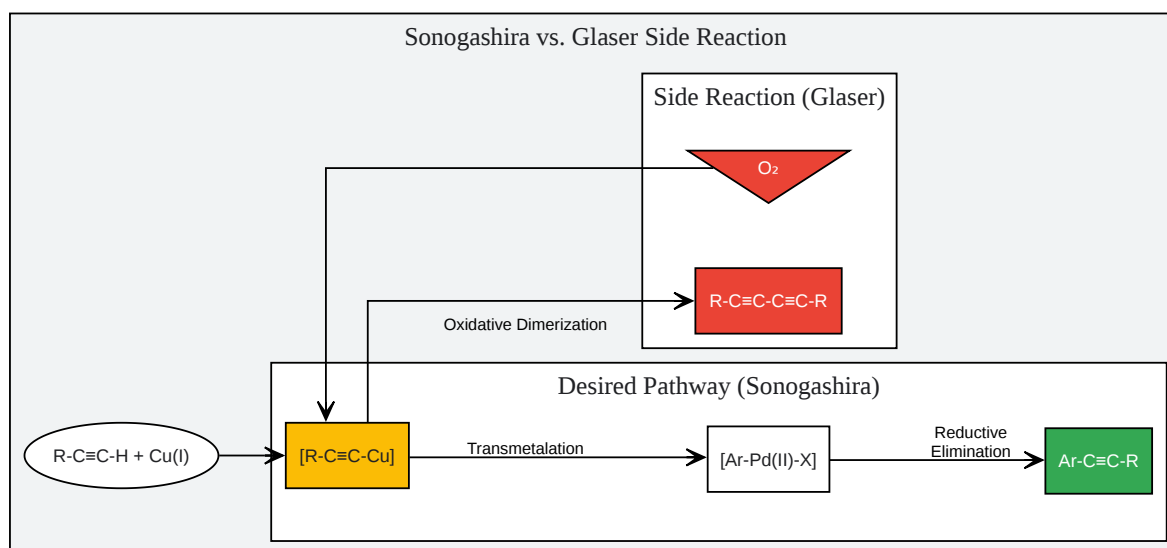 Sonogashira vs. Glaser Side Reaction
Side Reaction (Glaser)
O₂
R-C≡C-C≡C-R
Oxidative Dimerization
Desired Pathway (Sonogashira)
R-C≡C-H + Cu(I)
[R-C≡C-Cu]
Transmetalation
[Ar-Pd(II)-X]
Reductive
Elimination
Ar-C≡C-R